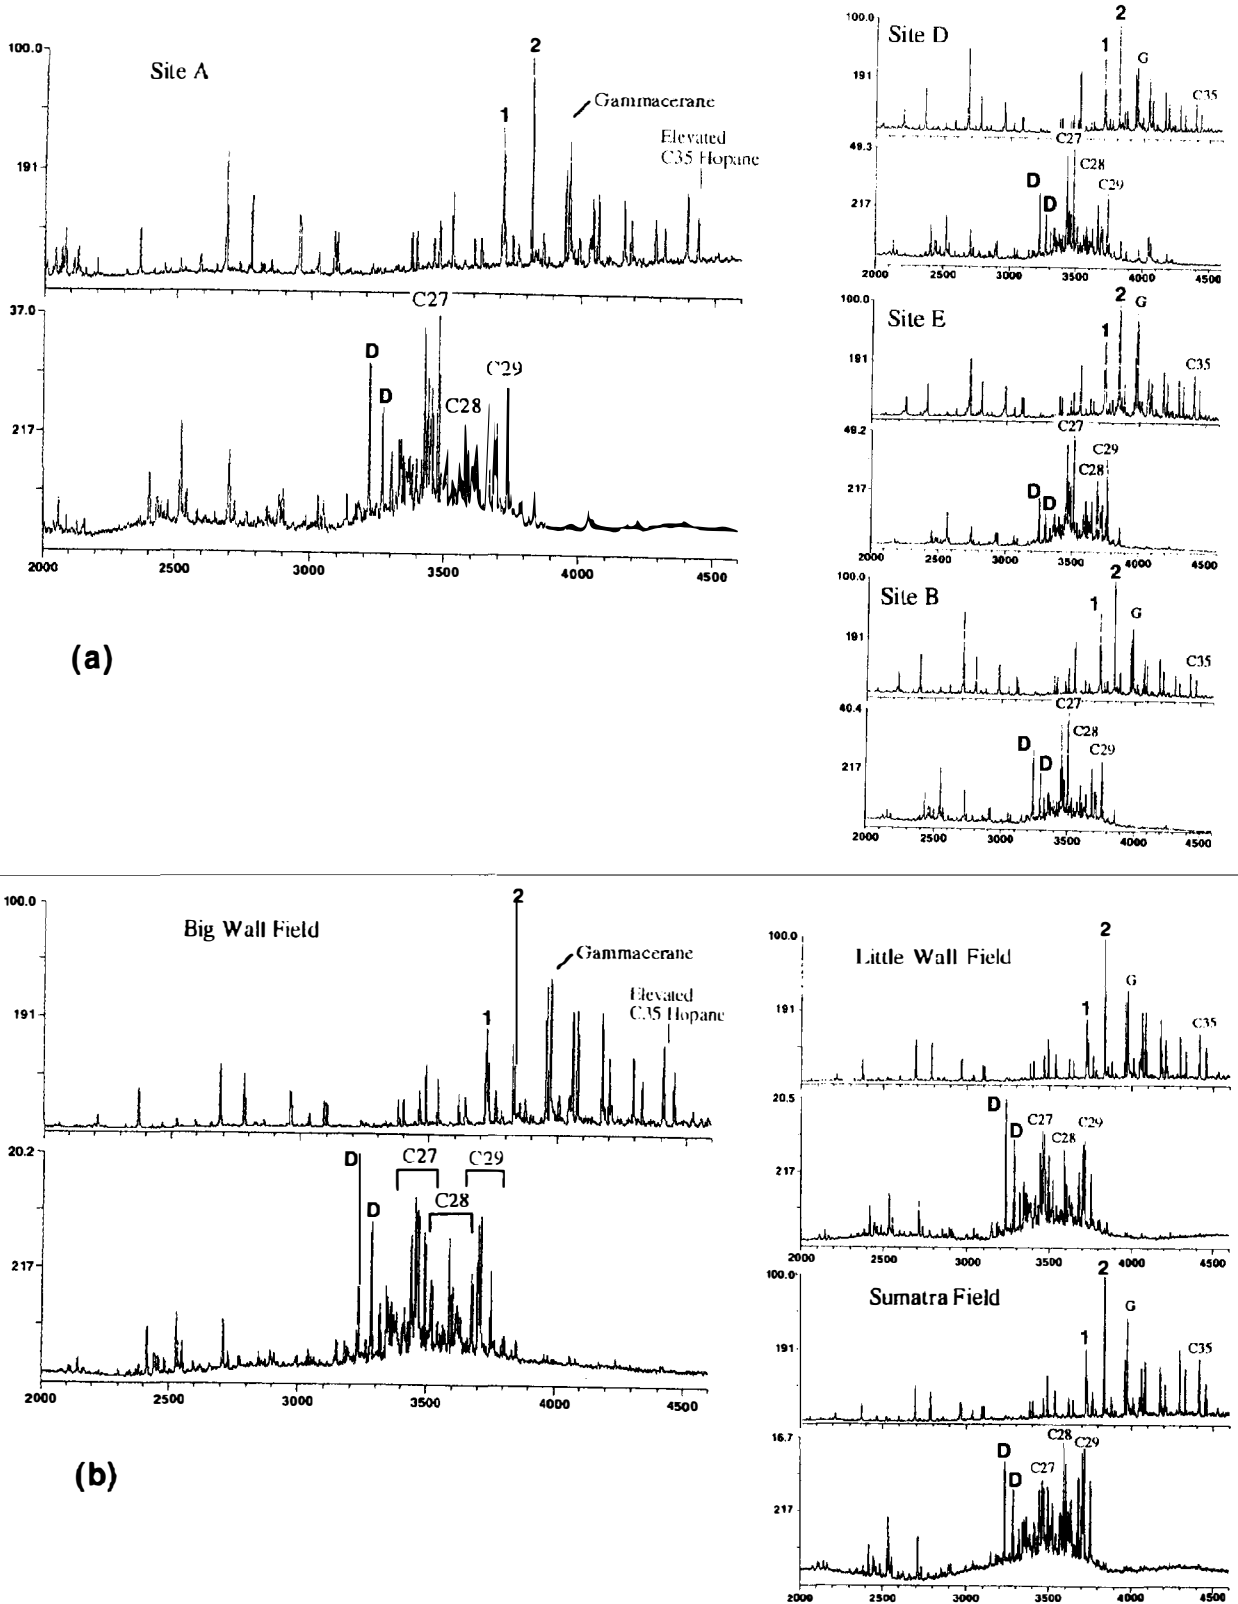 Site A
100.0
191
1
2
Gammacerane
Elevated
C35 Hopane
37.0
217
D
D
C27
C28
C29
2000
2500
3000
3500
4000
4500
(a)
Site D
100.0
191
1
2
G
C35
49.3
217
D
D
C27
C28
C29
2000
2500
3000
3500
4000
4500
Site E
100.0
191
1
2
G
C35
49.2
217
D
D
C27
C28
C29
2000
2500
3000
3500
4000
4500
Site B
100.0
191
1
2
G
C35
40.4
217
D
D
C27
C28
C29
2000
2500
3000
3500
4000
4500
Big Wall Field
100.0
191
1
2
Gammacerane
Elevated
C35 Hopane
20.2
217
D
D
C27
C28
C29
2000
2500
3000
3500
4000
4500
(b)
Little Wall Field
100.0
191
1
2
G
C35
20.5
217
D
D
C27
C28
C29
2000
2500
3000
3500
4000
4500
Sumatra Field
100.0
191
1
2
G
C35
16.7
217
D
D
C27
C28
C29
2000
2500
3000
3500
4000
4500